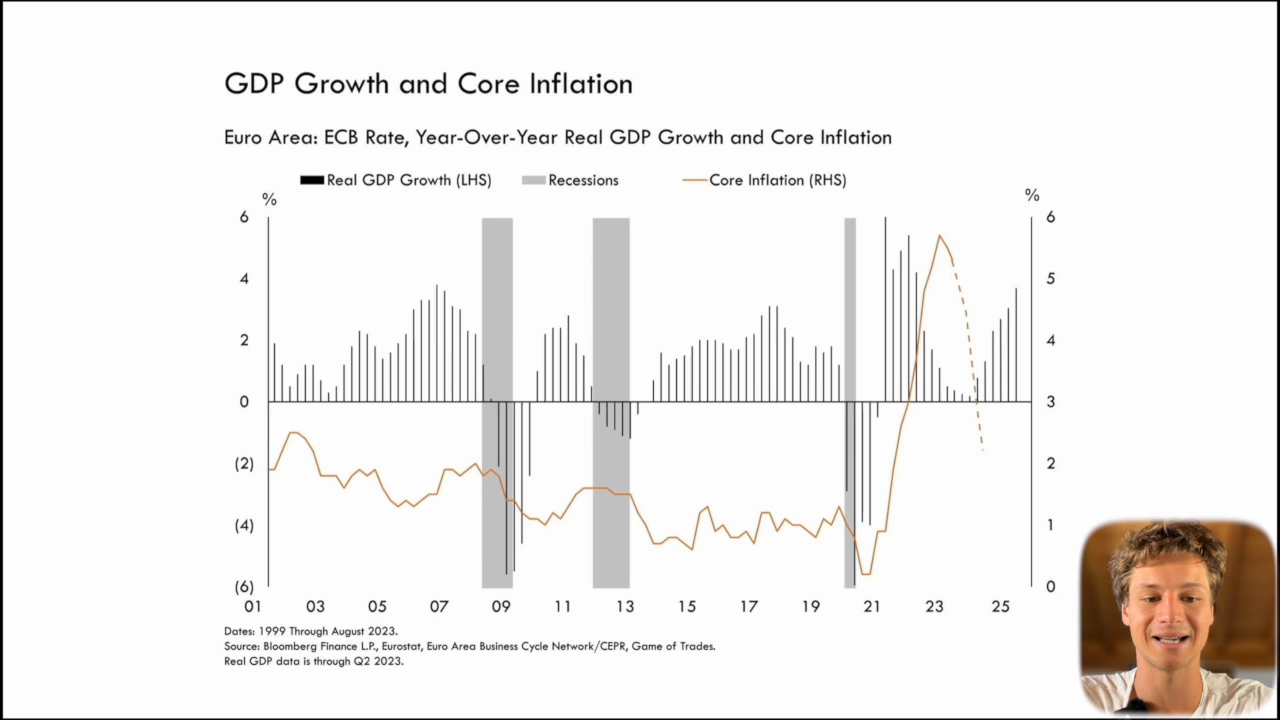 GDP Growth and Core Inflation
Euro Area: ECB Rate, Year-Over-Year Real GDP Growth and Core Inflation
Real GDP Growth (LHS) Recessions Core Inflation (RHS)
% %
6 6
4 5
2 4
0 3
(2) 2
(4) 1
(6) 0
01 03 05 07 09 11 13 15 17 19 21 23 25
Dates: 1999 Through August 2023.
Source: Bloomberg Finance L.P., Eurostat, Euro Area Business Cycle Network/CEPR, Game of Trades.
Real GDP data is through Q2 2023.